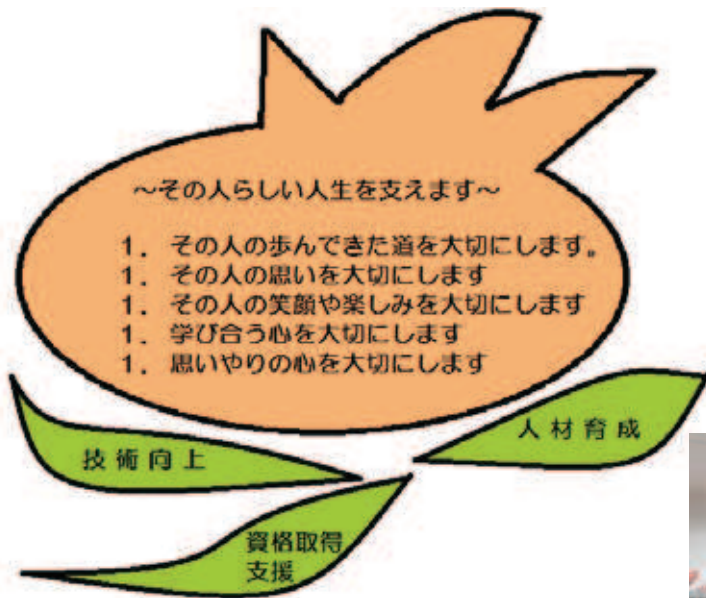 ～その人らしい人生を支えます～
1． その人の歩んできた道を大切にします。
1． その人の思いを大切にします
1． その人の笑顔や楽しみを大切にします
1． 学び合う心を大切にします
1． 思いやりの心を大切にします
人材育成
技術向上
資格取得
支援